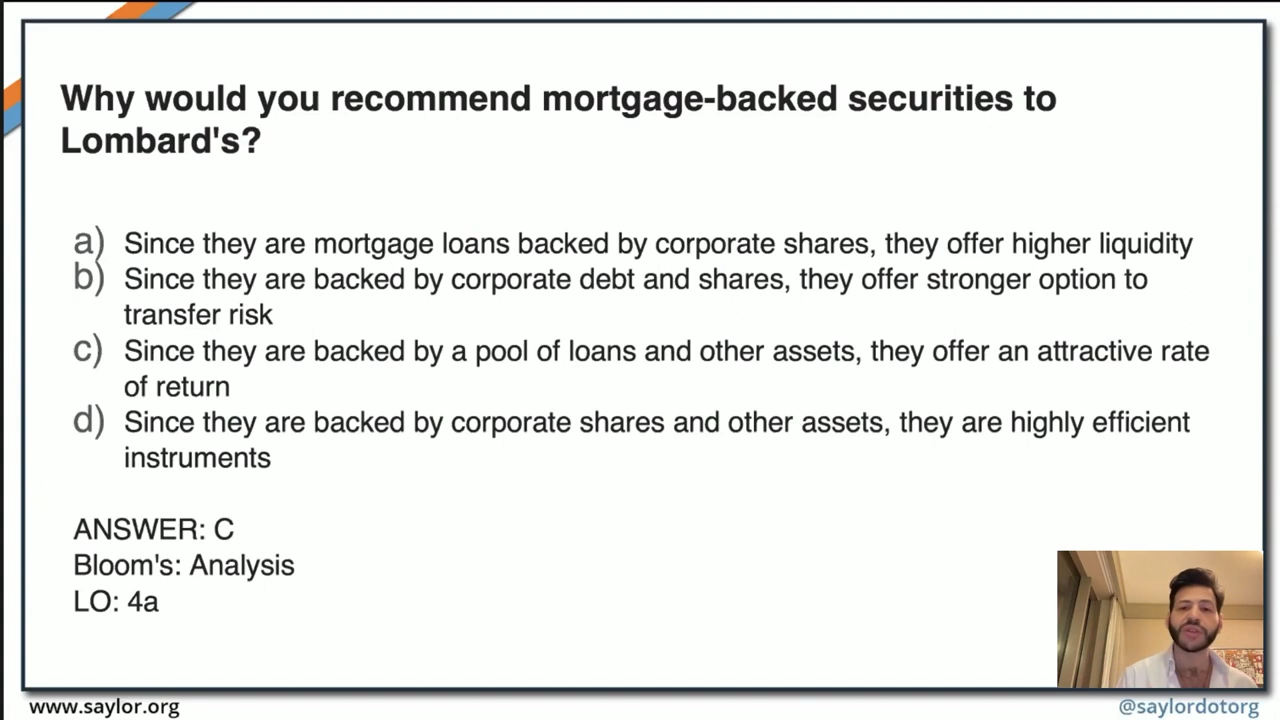 Why would you recommend mortgage-backed securities to
Lombard's?
a) Since they are mortgage loans backed by corporate shares, they offer higher liquidity
b) Since they are backed by corporate debt and shares, they offer stronger option to
transfer risk
c) Since they are backed by a pool of loans and other assets, they offer an attractive rate
of return
d) Since they are backed by corporate shares and other assets, they are highly efficient
instruments
ANSWER: C
Bloom's: Analysis
LO: 4a
www.saylor.org
@saylordotorg